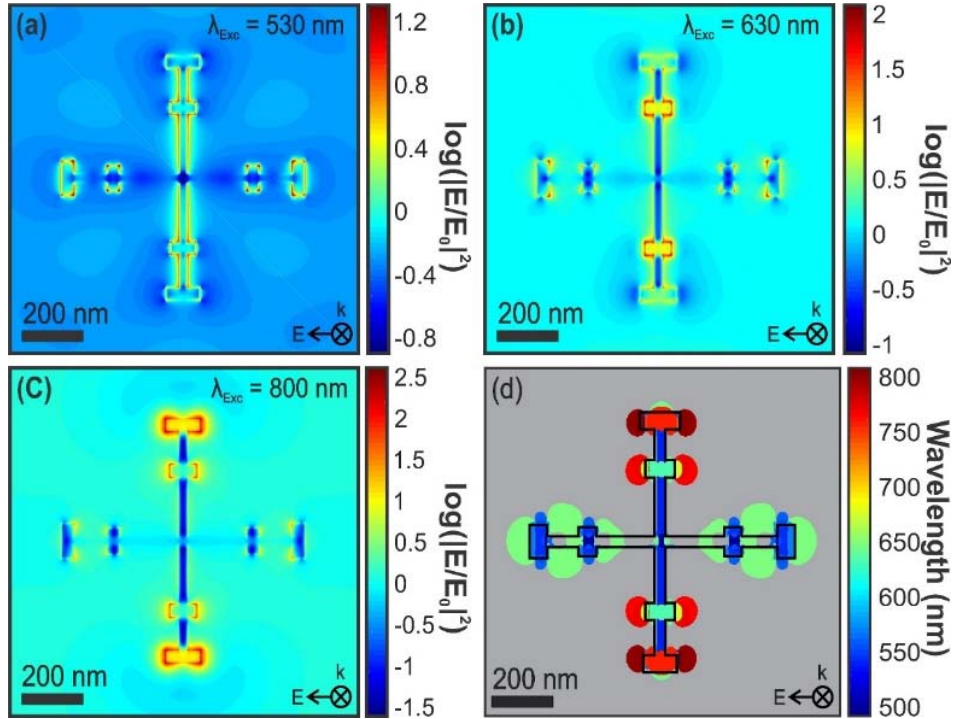 (a) λExc = 530 nm
1.2
0.8
0.4
0
-0.4
-0.8
log(|E/E₀|²)
200 nm
k
E
(b) λExc = 630 nm
2
1.5
1
0.5
0
-0.5
-1
log(|E/E₀|²)
200 nm
k
E
(C) λExc = 800 nm
2.5
2
1.5
1
0.5
0
-0.5
-1
-1.5
log(|E/E₀|²)
200 nm
k
E
(d)
800
750
700
650
600
550
500
Wavelength (nm)
200 nm
k
E